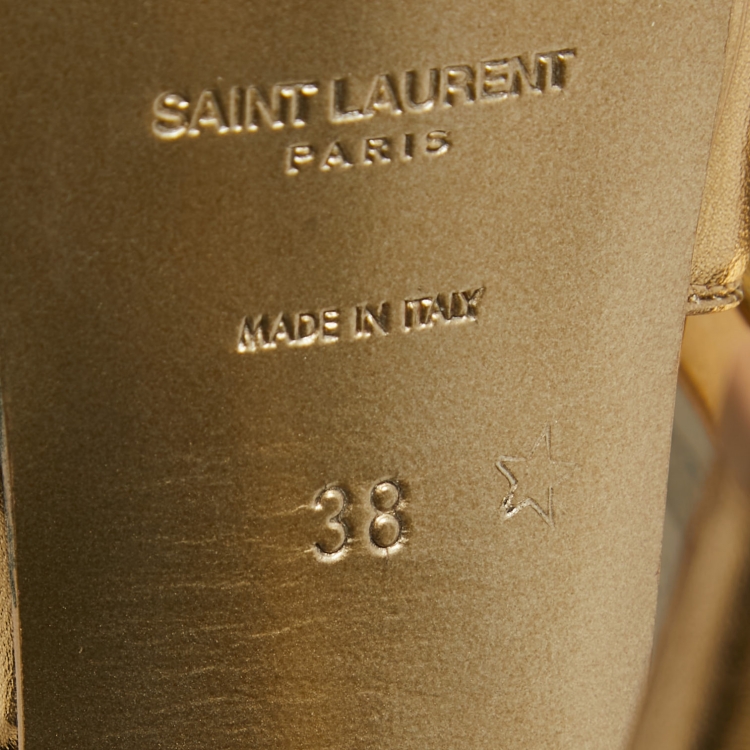 SAINT LAURENT
PARIS
MADE IN ITALY
38